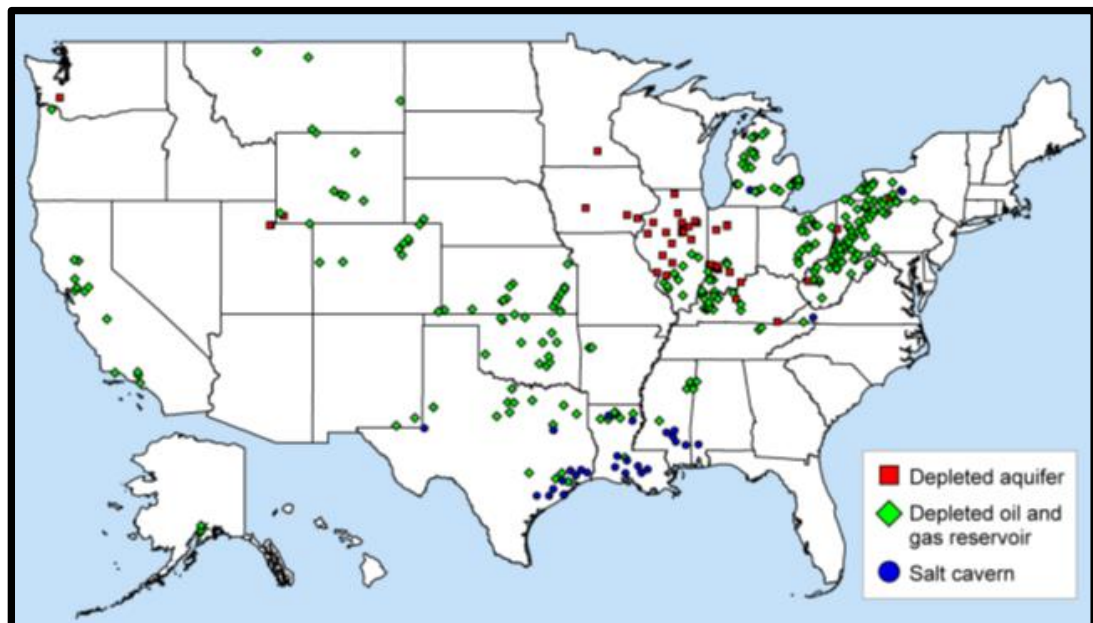 Depleted aquifer
Depleted oil and
gas reservoir
Salt cavern